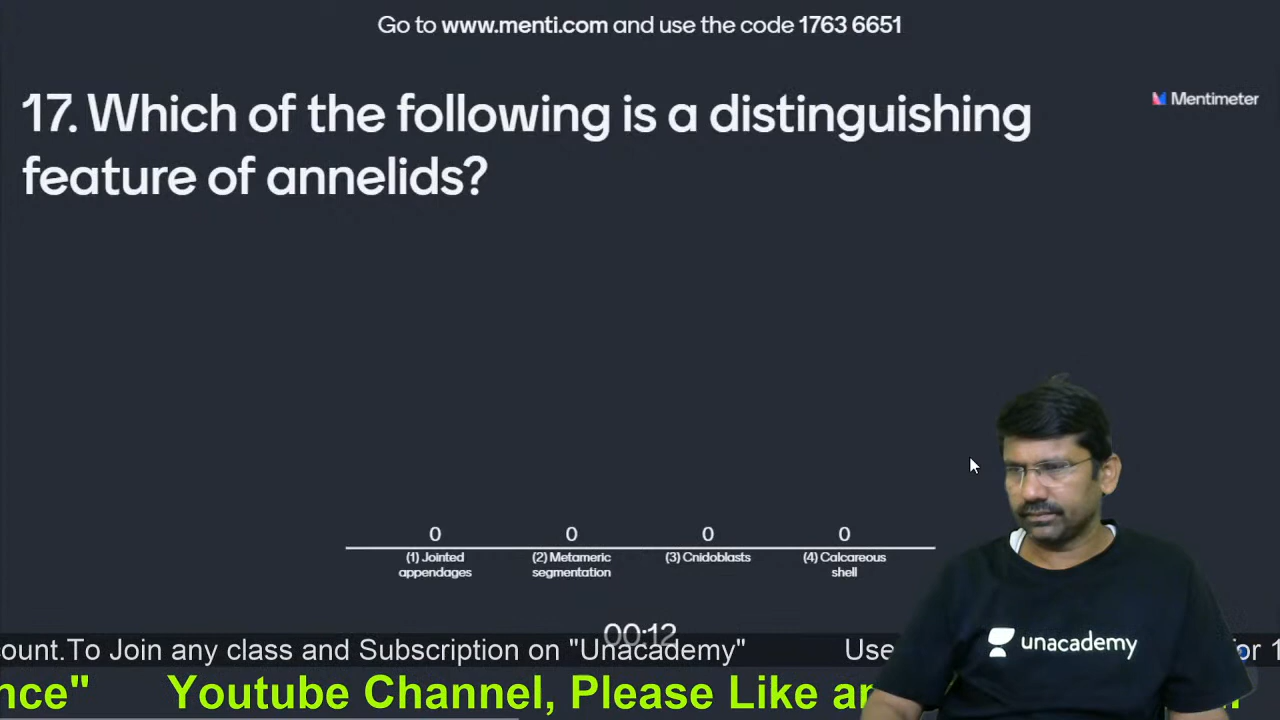 Go to www.menti.com and use the code 1763 6651
Mentimeter
17. Which of the following is a distinguishing
feature of annelids?
0
0
0
0
(1) Jointed
appendages
(2) Metameric
segmentation
(3) Cnidoblasts
(4) Calcareous
shell
00:12
unacademy
ount.To Join any class and Subscription on "Unacademy" Use
nce" Youtube Channel, Please Like